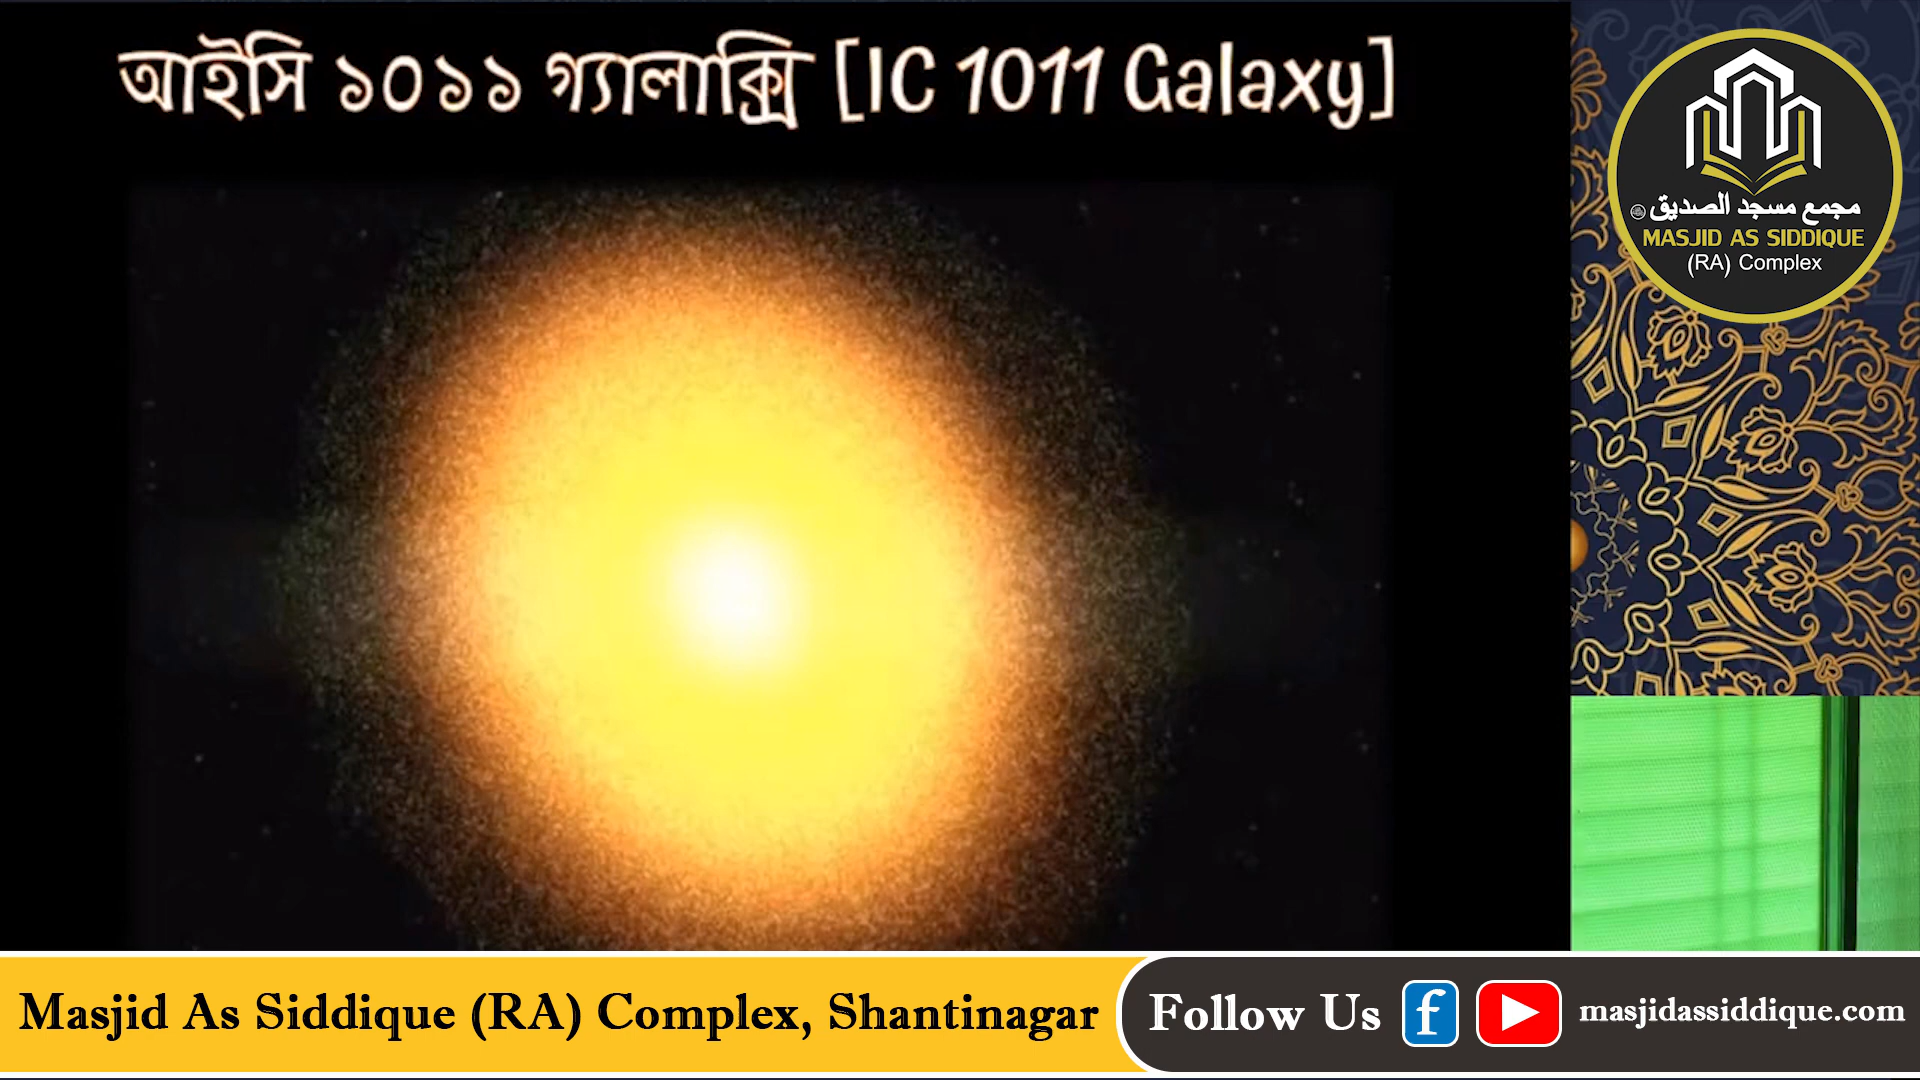 আইসি ১০১১ গ্যালাক্সি [IC 1011 Galaxy]
مجمع مسجد الصديق
MASJID AS SIDDIQUE
(RA) Complex
Masjid As Siddique (RA) Complex, Shantinagar
Follow Us
masjidassiddique.com